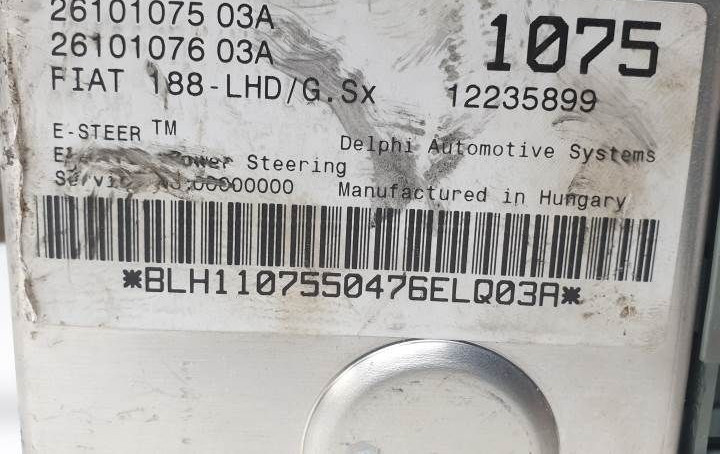 26101075 03A
26101076 03A
1075
FIAT 188-LHD/G.Sx
12235899
E-STEER TM
Delphi Automotive Systems
Power Steering
00000000
Manufactured in Hungary
*BLH1107550476ELQ03A*